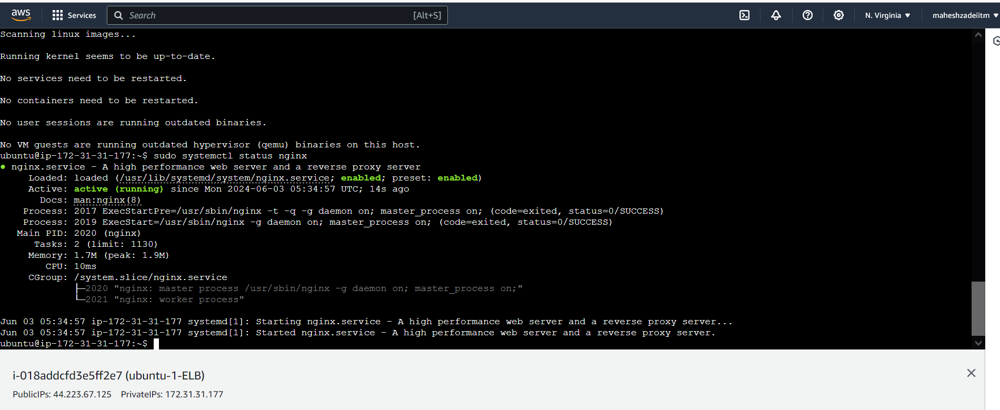 aws Services Search [Alt+S] N. Virginia ▼ maheshzadeiitm ▼
Scanning linux images...
Running kernel seems to be up-to-date.
No services need to be restarted.
No containers need to be restarted.
No user sessions are running outdated binaries.
No VM guests are running outdated hypervisor (qemu) binaries on this host.
ubuntu@ip-172-31-31-177:~$ sudo systemctl status nginx
● nginx.service - A high performance web server and a reverse proxy server
Loaded: loaded (/usr/lib/systemd/system/nginx.service; enabled; preset: enabled)
Active: active (running) since Mon 2024-06-03 05:34:57 UTC; 14s ago
Docs: man:nginx(8)
Process: 2017 ExecStartPre=/usr/sbin/nginx -t -q -g daemon on; master_process on; (code=exited, status=0/SUCCESS)
Process: 2019 ExecStart=/usr/sbin/nginx -g daemon on; master_process on; (code=exited, status=0/SUCCESS)
Main PID: 2020 (nginx)
Tasks: 2 (limit: 1130)
Memory: 1.7M (peak: 1.9M)
CPU: 10ms
CGroup: /system.slice/nginx.service
├─2020 "nginx: master process /usr/sbin/nginx -g daemon on; master_process on;"
└─2021 "nginx: worker process"
Jun 03 05:34:57 ip-172-31-31-177 systemd[1]: Starting nginx.service - A high performance web server and a reverse proxy server...
Jun 03 05:34:57 ip-172-31-31-177 systemd[1]: Started nginx.service - A high performance web server and a reverse proxy server.
ubuntu@ip-172-31-31-177:~$
i-018addcfd3e5ff2e7 (ubuntu-1-ELB)
PublicIPs: 44.223.67.125 PrivateIPs: 172.31.31.177